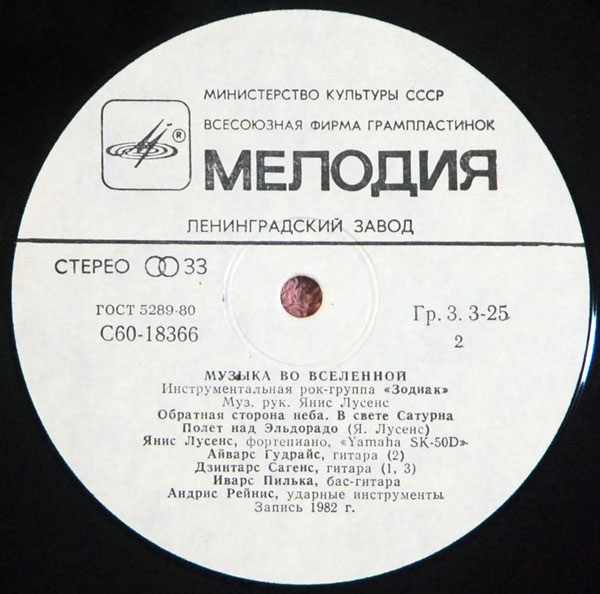 МИНИСТЕРСТВО КУЛЬТУРЫ СССР
®
ВСЕСОЮЗНАЯ ФИРМА ГРАМПЛАСТИНОК
МЕЛОДИЯ
ЛЕНИНГРАДСКИЙ ЗАВОД
СТЕРЕО 33
ГОСТ 5289-80
С60-18366
Гр. 3. 3-25
2
МУЗЫКА ВО ВСЕЛЕННОЙ
Инструментальная рок-группа «Зодиак»
Муз. рук. Янис Лусенс
Обратная сторона неба. В свете Сатурна
Полет над Эльдорадо (Я. Лусенс)
Янис Лусенс, фортепиано, «Yamaha SK-50D»
Айварс Гудрайс, гитара (2)
Дзинтарс Сагенс, гитара (1, 3)
Иварс Пилька, бас-гитара
Андрис Рейнис, ударные инструменты
Запись 1982 г.